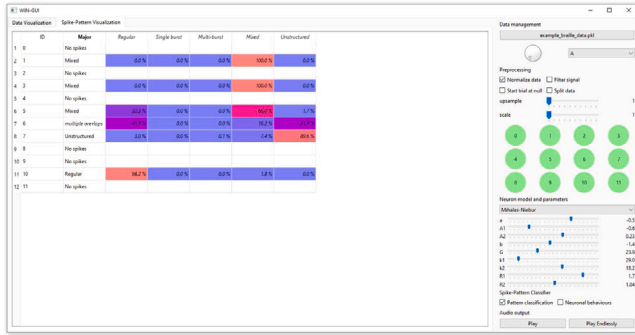 WIN-GUI
Data Visualization Spike-Pattern Visualization
ID Major Regular Single burst Multi-burst Mixed Unstructured
1 0 No spikes
2 1 Mixed 0.0 % 0.0 % 0.0 % 100.0 % 0.0 %
3 2 No spikes
4 3 Mixed 0.0 % 0.0 % 0.0 % 100.0 % 0.0 %
5 4 No spikes
6 5 Mixed 0.0 % 0.0 %
7 6 multiple overlaps 0.0 % 0.0 %
8 7 Unstructured 0.0 % 0.1 % 89.6 %
9 8 No spikes
10 9 No spikes
11 10 Regular 98.2 % 0.0 % 0.0 % 1.8 % 0.0 %
12 11 No spikes
Data management
example_braille_data.pkl
A
Preprocessing
Normalize data Filter signal
Start trial at null Split data
upsample 1
scale 1
0 1 2 3
4 5 6 7
8 9 10 11
Neuron model and parameters
Mihalas-Niebur
a -0.5
A1 -0.6
A2 0.23
b -1.4
G 23.9
k1 29.0
k2 18.2
R1 1.7
R2 1.04
Spike-Pattern Classifier
Pattern classification Neuronal behaviours
Audio output
Play Play Endlessly